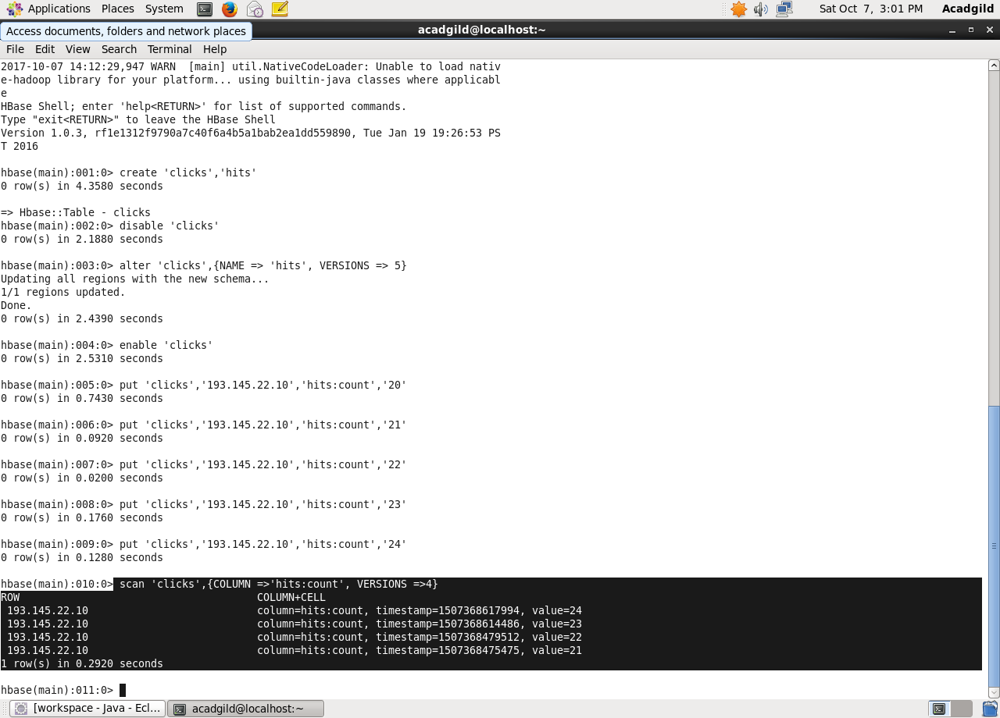 Applications Places System Sat Oct 7, 3:01 PM Acadgild
Access documents, folders and network places
acadgild@localhost:~
File Edit View Search Terminal Help
2017-10-07 14:12:29,947 WARN  [main] util.NativeCodeLoader: Unable to load nativ
e-hadoop library for your platform... using builtin-java classes where applicabl
e
HBase Shell; enter 'help<RETURN>' for list of supported commands.
Type "exit<RETURN>" to leave the HBase Shell
Version 1.0.3, rf1e1312f9790a7c40f6a4b5a1bab2ea1dd559890, Tue Jan 19 19:26:53 PS
T 2016
hbase(main):001:0> create 'clicks','hits'
0 row(s) in 4.3580 seconds
=> Hbase::Table - clicks
hbase(main):002:0> disable 'clicks'
0 row(s) in 2.1880 seconds
hbase(main):003:0> alter 'clicks',{NAME => 'hits', VERSIONS => 5}
Updating all regions with the new schema...
1/1 regions updated.
Done.
0 row(s) in 2.4390 seconds
hbase(main):004:0> enable 'clicks'
0 row(s) in 2.5310 seconds
hbase(main):005:0> put 'clicks','193.145.22.10','hits:count','20'
0 row(s) in 0.7430 seconds
hbase(main):006:0> put 'clicks','193.145.22.10','hits:count','21'
0 row(s) in 0.0920 seconds
hbase(main):007:0> put 'clicks','193.145.22.10','hits:count','22'
0 row(s) in 0.0200 seconds
hbase(main):008:0> put 'clicks','193.145.22.10','hits:count','23'
0 row(s) in 0.1760 seconds
hbase(main):009:0> put 'clicks','193.145.22.10','hits:count','24'
0 row(s) in 0.1280 seconds
hbase(main):010:0> scan 'clicks',{COLUMN =>'hits:count', VERSIONS =>4}
ROW COLUMN+CELL
193.145.22.10 column=hits:count, timestamp=1507368617994, value=24
193.145.22.10 column=hits:count, timestamp=1507368614486, value=23
193.145.22.10 column=hits:count, timestamp=1507368479512, value=22
193.145.22.10 column=hits:count, timestamp=1507368475475, value=21
1 row(s) in 0.2920 seconds
hbase(main):011:0>
[workspace - Java - Ecl... acadgild@localhost:~